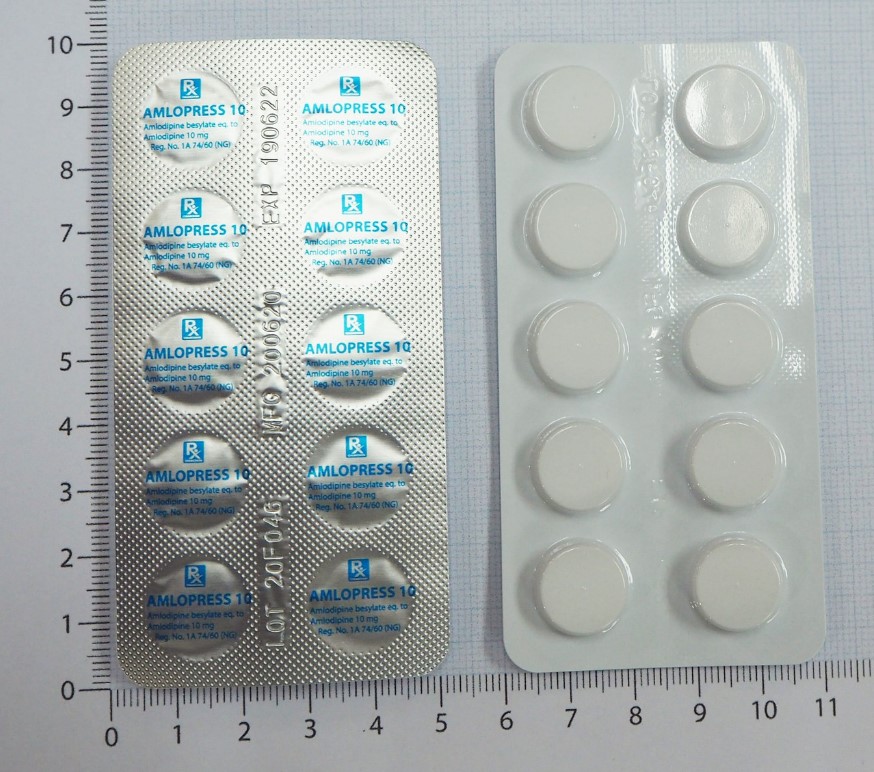 10
9
8
7
6
5
4
3
2
1
0
Rx
AMLOPRESS 10
Amlodipine besylate eq. to
Amlodipine 10 mg
Reg. No. 1A 74/60 (NG)
Rx
AMLOPRESS 10
Amlodipine besylate eq. to
Amlodipine 10 mg
Reg. No. 1A 74/60 (NG)
Rx
AMLOPRESS 10
Amlodipine besylate eq. to
Amlodipine 10 mg
Reg. No. 1A 74/60 (NG)
Rx
AMLOPRESS 10
Amlodipine besylate eq. to
Amlodipine 10 mg
Reg. No. 1A 74/60 (NG)
Rx
AMLOPRESS 10
Amlodipine besylate eq. to
Amlodipine 10 mg
Reg. No. 1A 74/60 (NG)
LOT 20F046 MFG 200620 EXP 190622
Rx
AMLOPRESS 10
Amlodipine besylate eq. to
Amlodipine 10 mg
Reg. No. 1A 74/60 (NG)
Rx
AMLOPRESS 10
Amlodipine besylate eq. to
Amlodipine 10 mg
Reg. No. 1A 74/60 (NG)
Rx
AMLOPRESS 10
Amlodipine besylate eq. to
Amlodipine 10 mg
Reg. No. 1A 74/60 (NG)
Rx
AMLOPRESS 10
Amlodipine besylate eq. to
Amlodipine 10 mg
Reg. No. 1A 74/60 (NG)
Rx
AMLOPRESS 10
Amlodipine besylate eq. to
Amlodipine 10 mg
Reg. No. 1A 74/60 (NG)
0 1 2 3 4 5 6 7 8 9 10 11